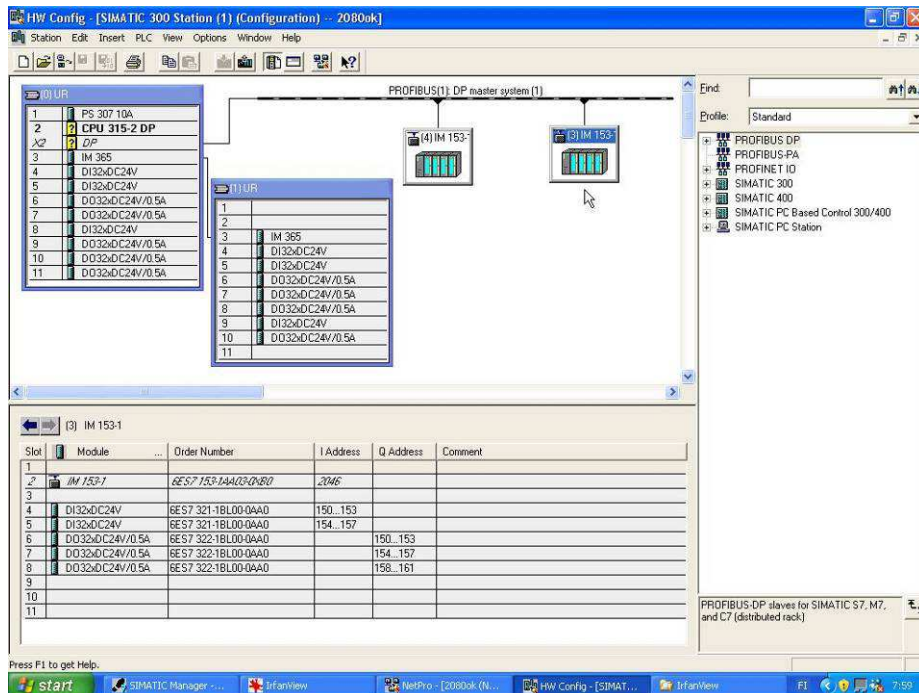 HW Config - [SIMATIC 300 Station (1) (Configuration) -- 2080ok]
Station Edit Insert PLC View Options Window Help
(0) UR
1 PS 307 10A
2 CPU 315-2 DP
X2 DP
3 IM 365
4 DI32xDC24V
5 DI32xDC24V
6 DO32xDC24V/0.5A
7 DO32xDC24V/0.5A
8 DI32xDC24V
9 DO32xDC24V/0.5A
10 DO32xDC24V/0.5A
11 DO32xDC24V/0.5A
(1) UR
1
2
3 IM 365
4 DI32xDC24V
5 DI32xDC24V
6 DO32xDC24V/0.5A
7 DO32xDC24V/0.5A
8 DO32xDC24V/0.5A
9 DI32xDC24V
10 DO32xDC24V/0.5A
11
PROFIBUS(1): DP master system (1)
(4) IM 153-
(3) IM 153-
Find:
Profile: Standard
PROFIBUS DP
PROFIBUS-PA
PROFINET IO
SIMATIC 300
SIMATIC 400
SIMATIC PC Based Control 300/400
SIMATIC PC Station
(3) IM 153-1
Slot Module ... Order Number I Address Q Address Comment
1
2 IM 153-1 6ES7 153-1AA03-0XB0 2046
3
4 DI32xDC24V 6ES7 321-1BL00-0AA0 150...153
5 DI32xDC24V 6ES7 321-1BL00-0AA0 154...157
6 DO32xDC24V/0.5A 6ES7 322-1BL00-0AA0 150...153
7 DO32xDC24V/0.5A 6ES7 322-1BL00-0AA0 154...157
8 DO32xDC24V/0.5A 6ES7 322-1BL00-0AA0 158...161
9
10
11
PROFIBUS-DP slaves for SIMATIC S7, M7,
and C7 (distributed rack)
Press F1 to get Help.
start SIMATIC Manager -... IrfanView NetPro - [2080ok (N... HW Config - [SIMAT... IrfanView FI 7:59